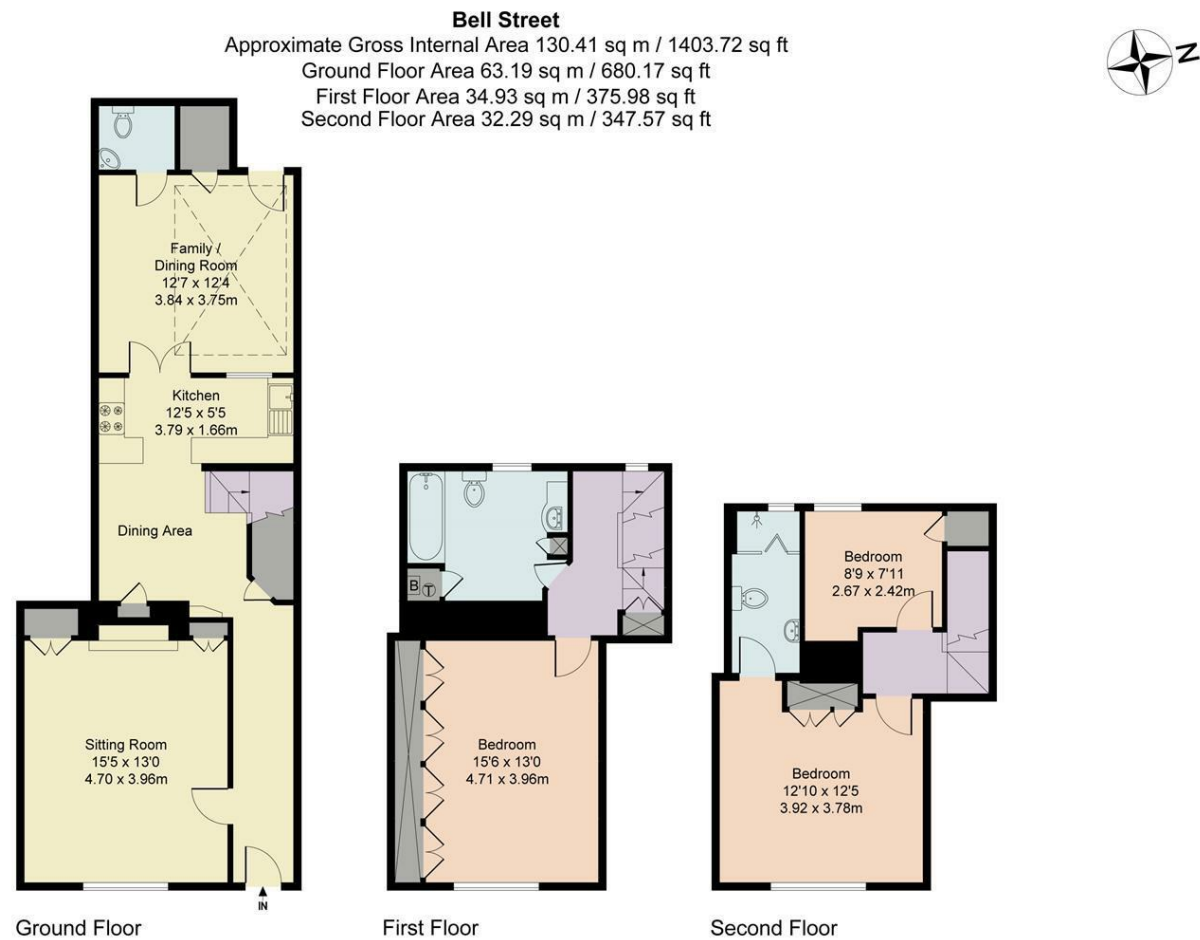 Bell Street
Approximate Gross Internal Area 130.41 sq m / 1403.72 sq ft
Ground Floor Area 63.19 sq m / 680.17 sq ft
First Floor Area 34.93 sq m / 375.98 sq ft
Second Floor Area 32.29 sq m / 347.57 sq ft
N
Family /
Dining Room
12'7 x 12'4
3.84 x 3.75m
Kitchen
12'5 x 5'5
3.79 x 1.66m
Dining Area
Sitting Room
15'5 x 13'0
4.70 x 3.96m
IN
Ground Floor
B
T
Bedroom
15'6 x 13'0
4.71 x 3.96m
First Floor
Bedroom
8'9 x 7'11
2.67 x 2.42m
Bedroom
12'10 x 12'5
3.92 x 3.78m
Second Floor